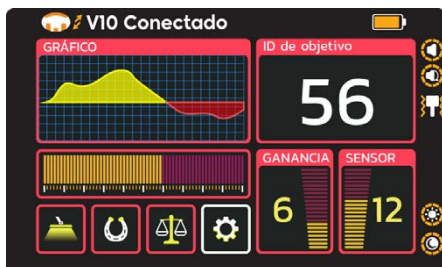 V10 Conectado
GRÁFICO
ID de objetivo
56
GANANCIA
SENSOR
6
12